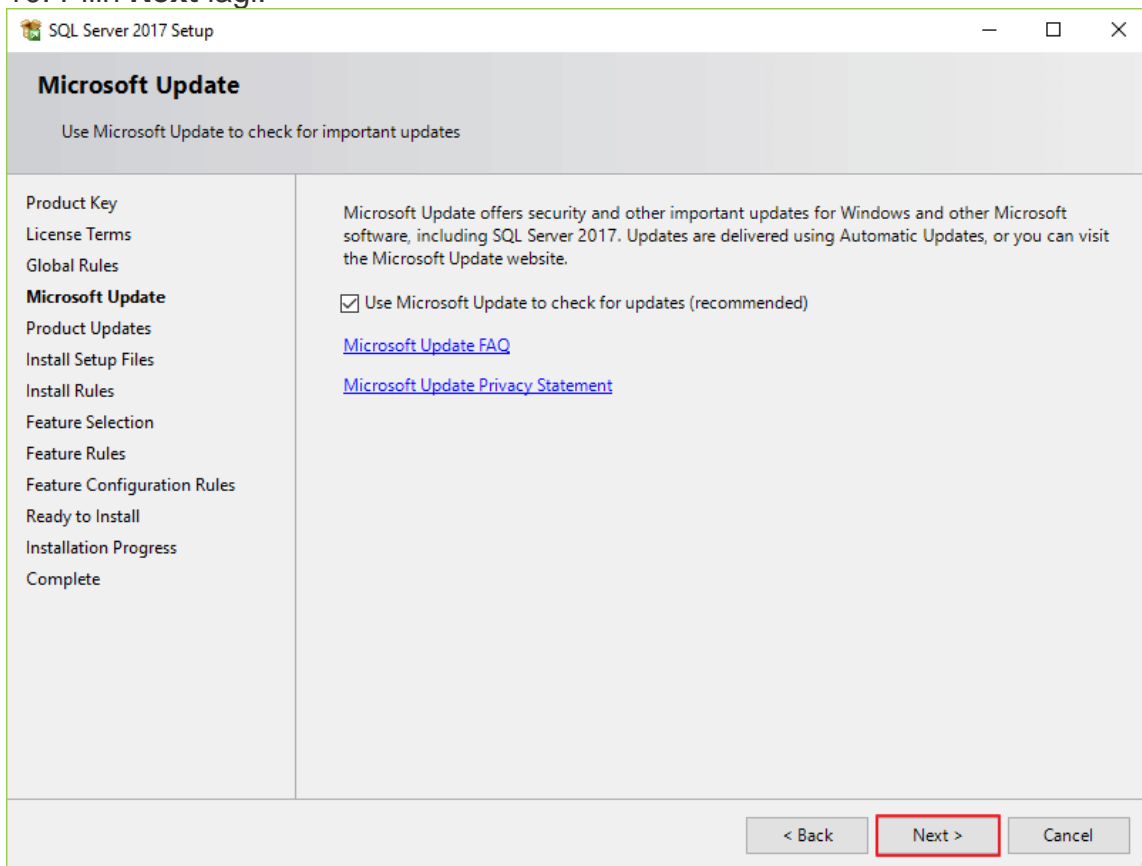 10. Pilih Next lagi.
SQL Server 2017 Setup
Microsoft Update
Use Microsoft Update to check for important updates
Product Key
License Terms
Global Rules
Microsoft Update
Product Updates
Install Setup Files
Install Rules
Feature Selection
Feature Rules
Feature Configuration Rules
Ready to Install
Installation Progress
Complete
Microsoft Update offers security and other important updates for Windows and other Microsoft
software, including SQL Server 2017. Updates are delivered using Automatic Updates, or you can visit
the Microsoft Update website.
Use Microsoft Update to check for updates (recommended)
Microsoft Update FAQ
Microsoft Update Privacy Statement
< Back
Next >
Cancel